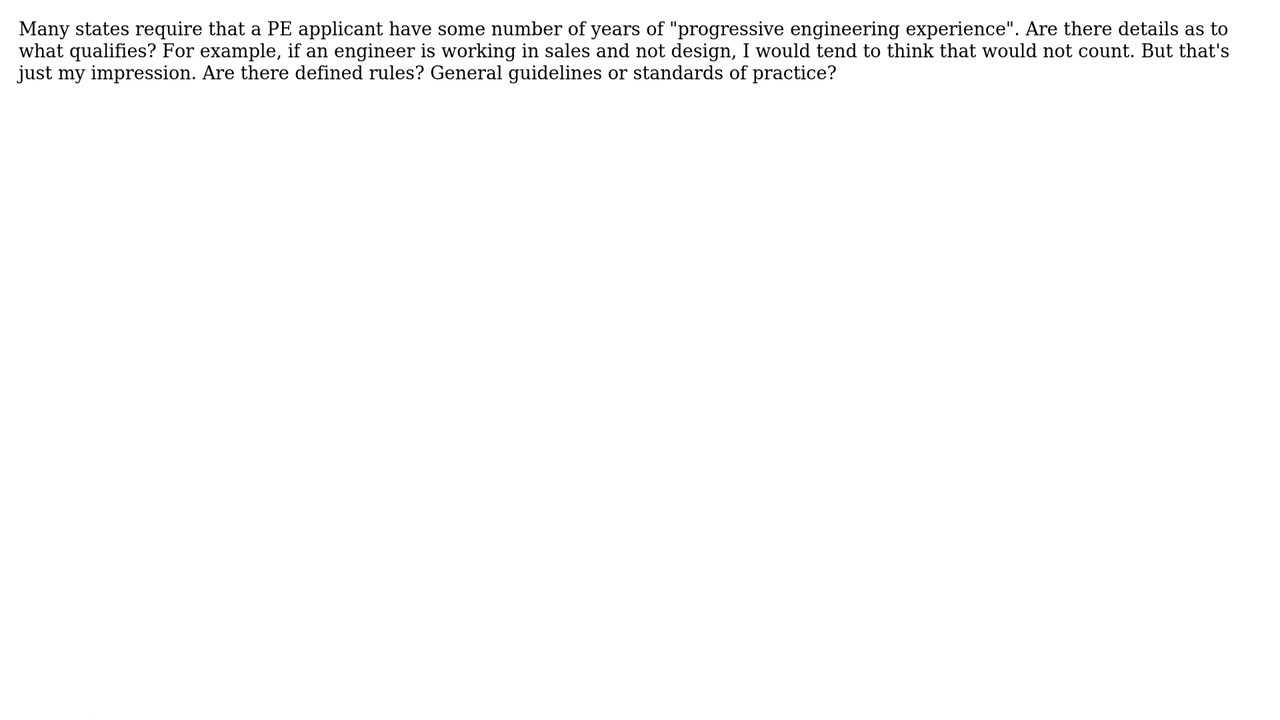 Many states require that a PE applicant have some number of years of "progressive engineering experience". Are there details as to
what qualifies? For example, if an engineer is working in sales and not design, I would tend to think that would not count. But that's
just my impression. Are there defined rules? General guidelines or standards of practice?